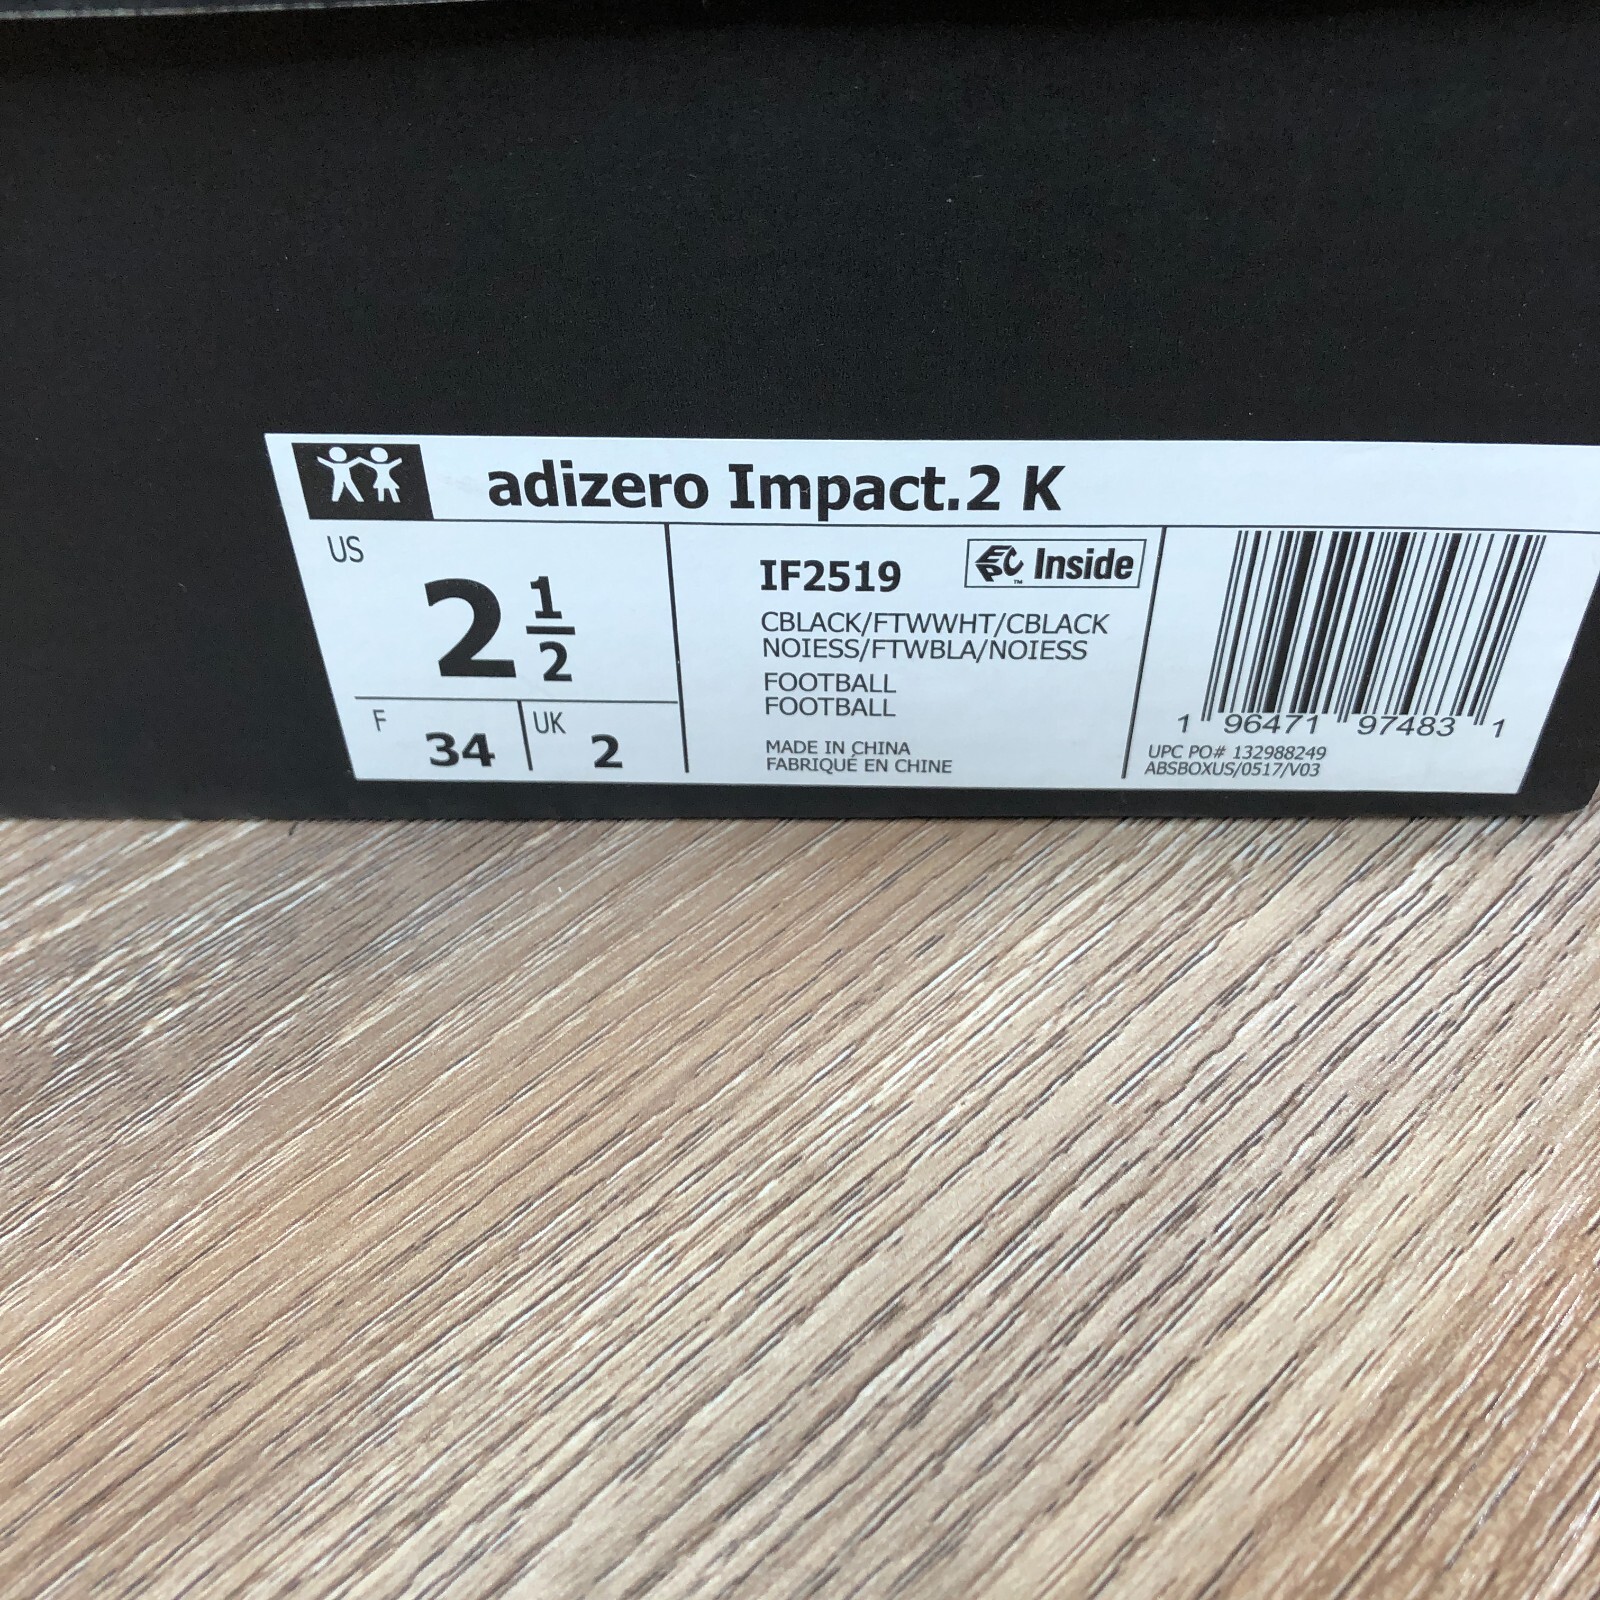 adizero Impact.2 K
US
2 1/2
F
34
UK
2
IF2519
EPC™ Inside
CBLACK/FTWWHT/CBLACK
NOIESS/FTWBLA/NOIESS
FOOTBALL
FOOTBALL
MADE IN CHINA
FABRIQUÉ EN CHINE
1 96471 97483 1
UPC PO# 132988249
ABSBOXUS/0517/V03